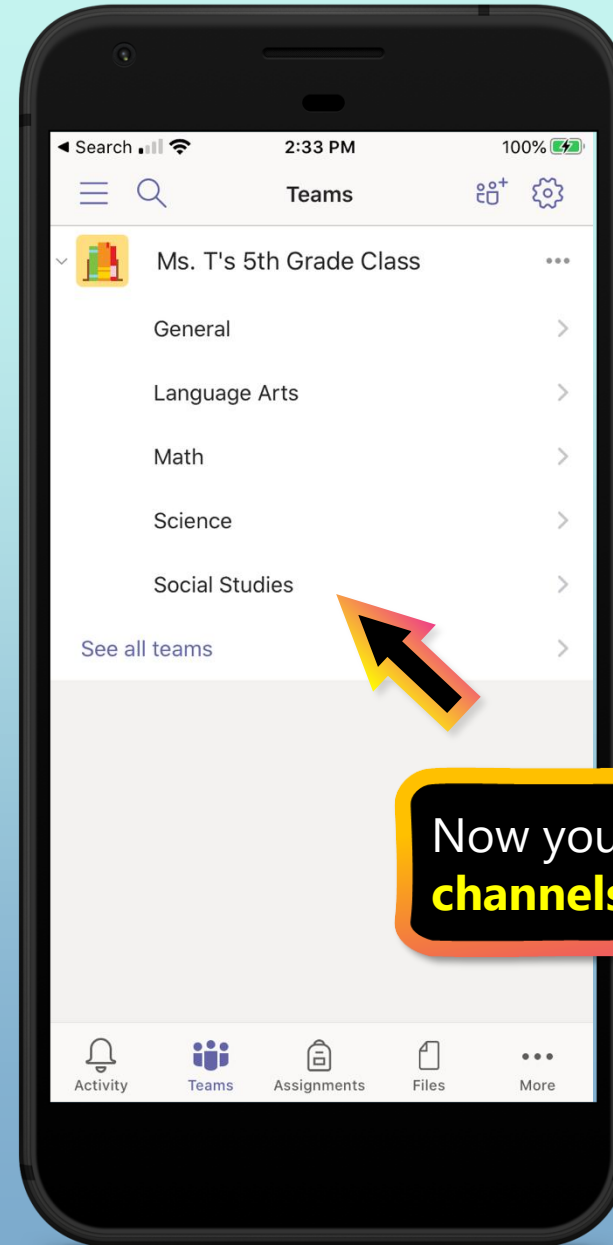 Search 2:33 PM 100%
Teams
Ms. T's 5th Grade Class
General
Language Arts
Math
Science
Social Studies
See all teams
Now you
channels
Activity Teams Assignments Files More